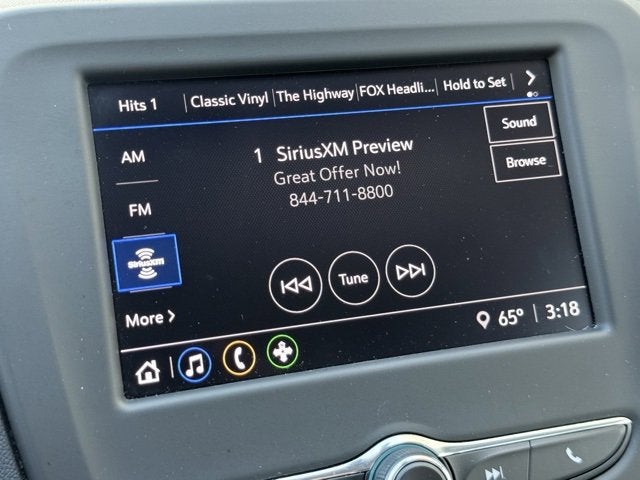 Hits 1 Classic Vinyl The Highway FOX Headli... Hold to Set
Sound
AM
1 SiriusXM Preview
Browse
Great Offer Now!
FM
844-711-8800
SiriusXM
Tune
More
65° 3:18